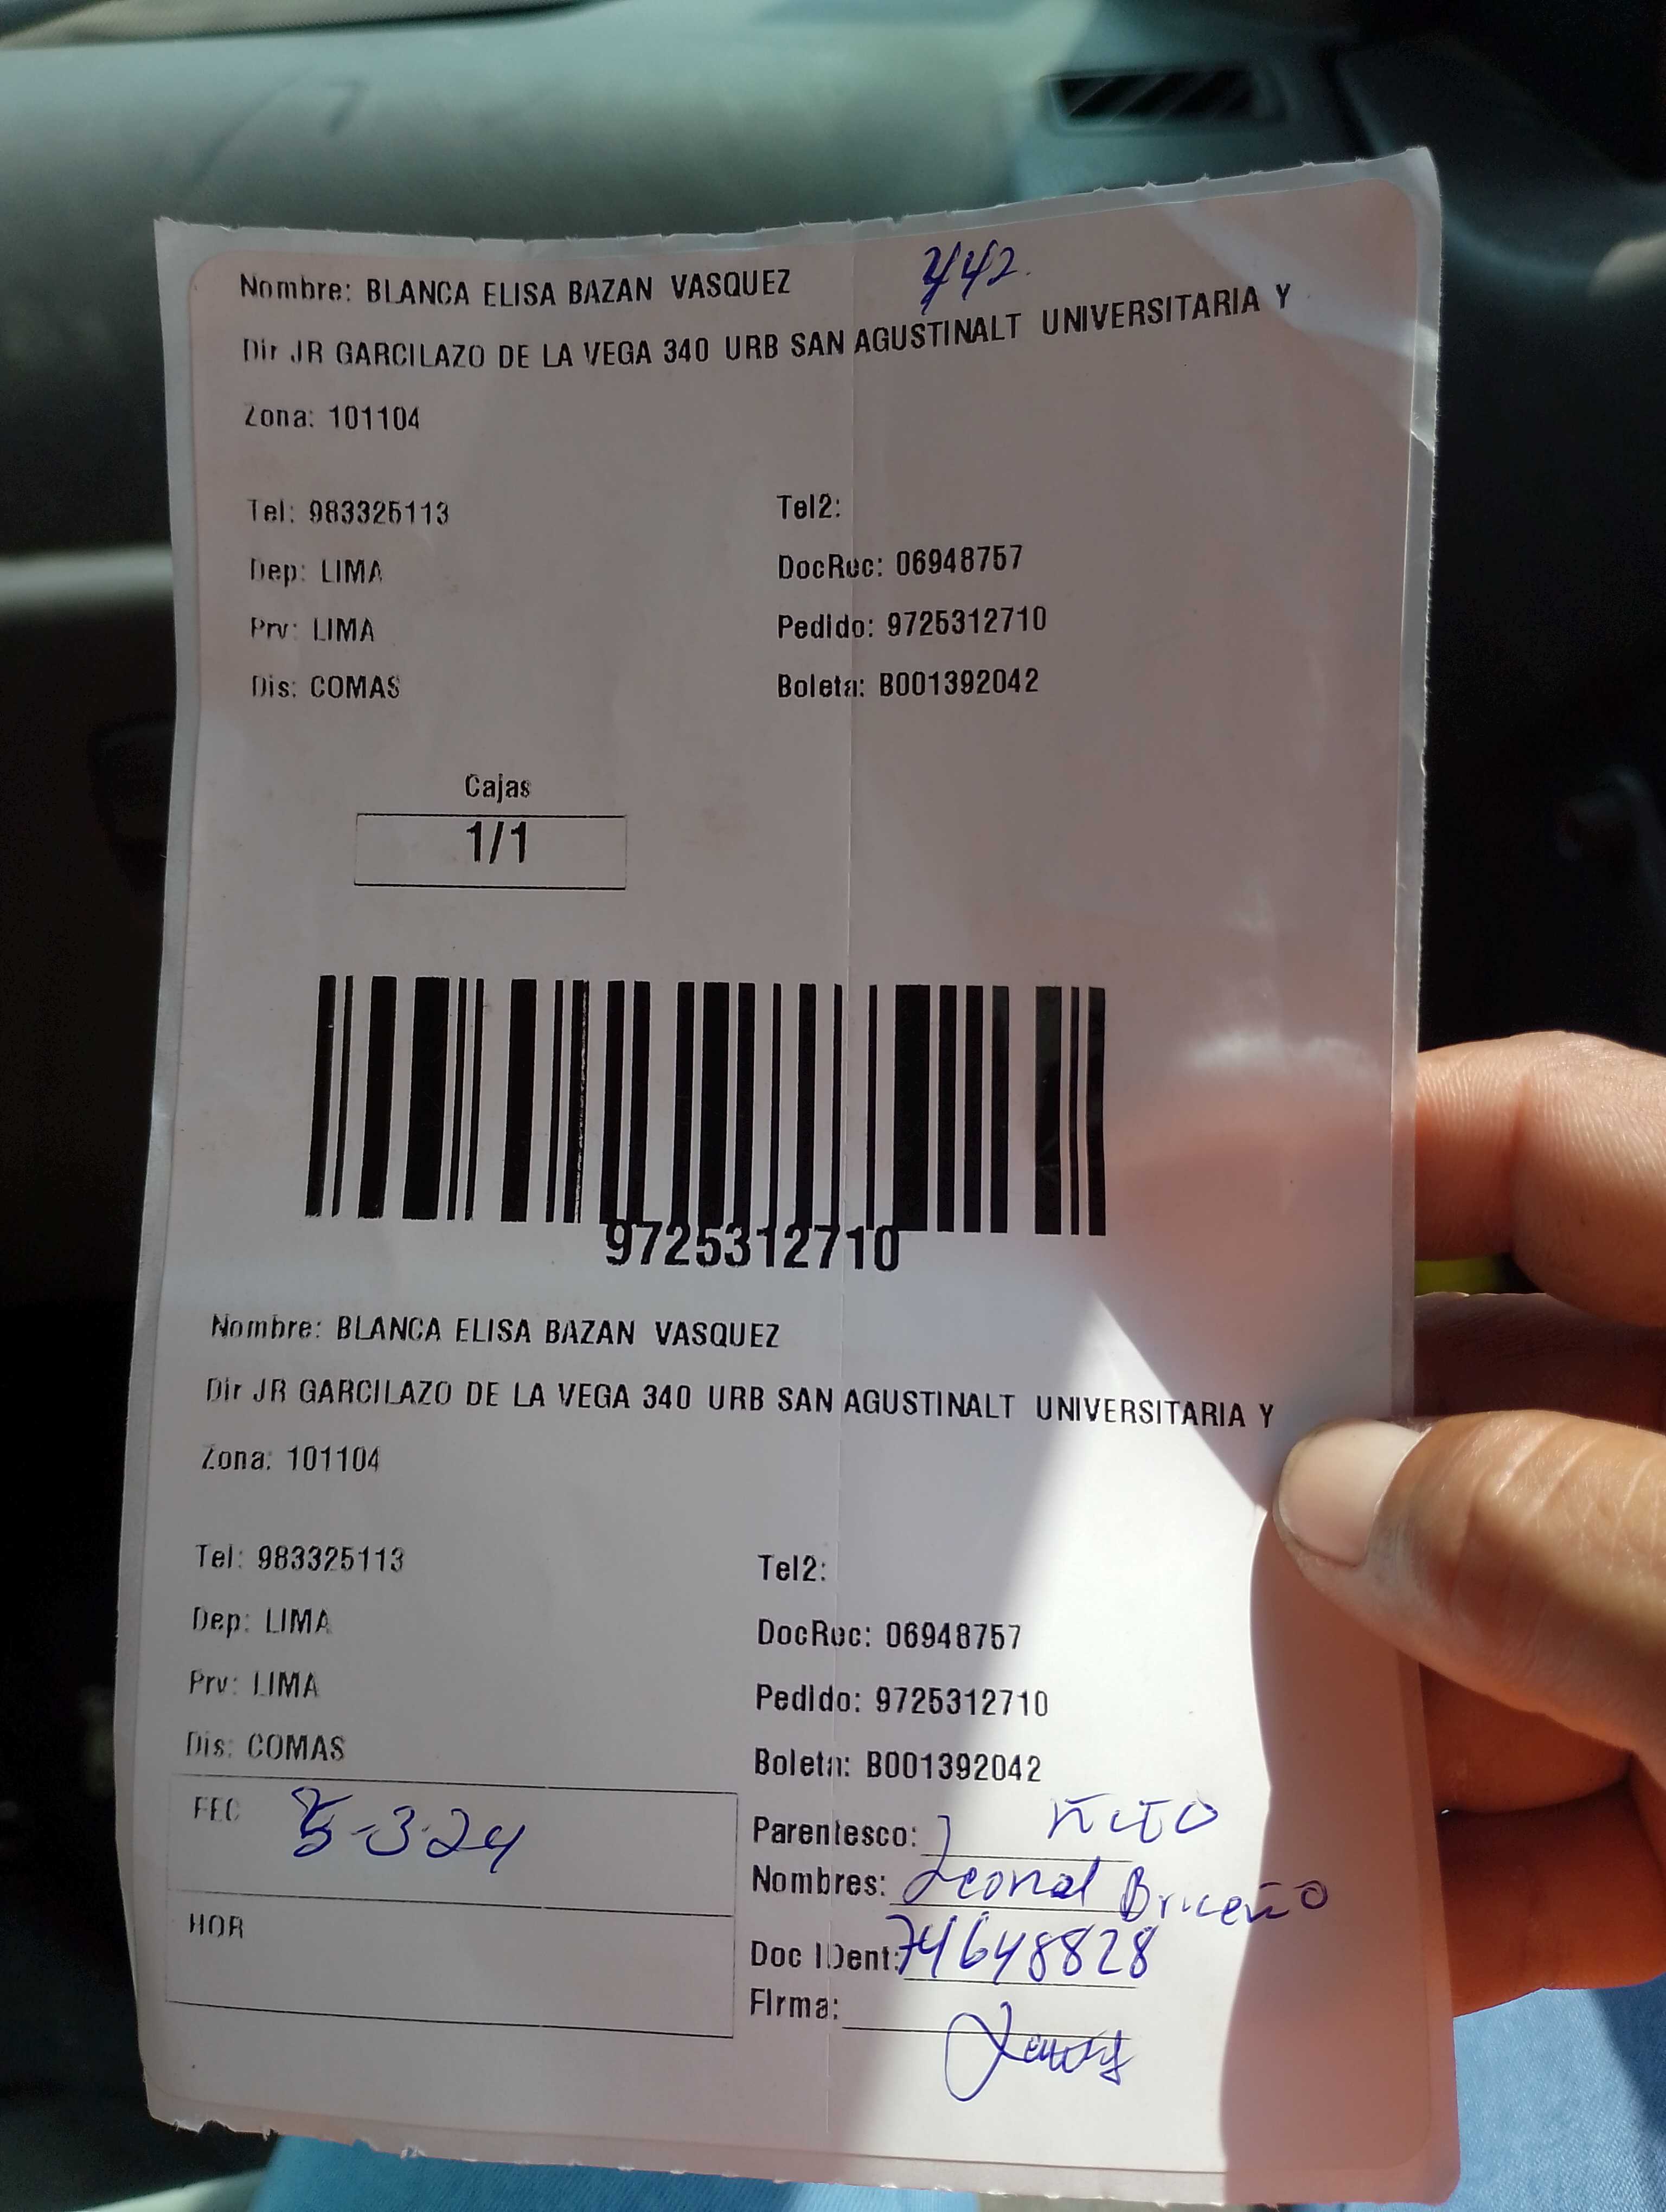 Nombre: BLANCA ELISA BAZAN VASQUEZ
442
Dir JR GARCILAZO DE LA VEGA 340 URB SAN AGUSTINALT UNIVERSITARIA Y
Zona: 101104
Tel: 983325113 Tel2:
Dep: LIMA DocRec: 06948757
Prv: LIMA Pedido: 9725312710
Dis: COMAS Boleta: B001392042
Cajas
1/1
9725312710
Nombre: BLANCA ELISA BAZAN VASQUEZ
Dir JR GARCILAZO DE LA VEGA 340 URB SAN AGUSTINALT UNIVERSITARIA Y
Zona: 101104
Tel: 983325113 Tel2:
Dep: LIMA DocRec: 06948757
Prv: LIMA Pedido: 9725312710
Dis: COMAS Boleta: B001392042
FEC 5-3-24
Parentesco:
Nombres: Leonel Briceño
HOR
Doc IDent: 74648828
Firma: